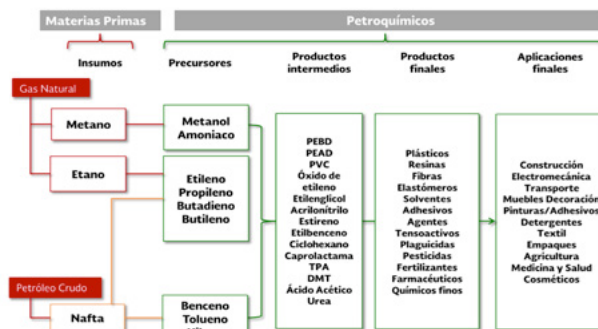 Materias Primas
Petroquímicos
Insumos
Precursores
Productos
intermedios
Productos
finales
Aplicaciones
finales
Gas Natural
Metano
Etano
Petróleo Crudo
Nafta
Metanol
Amoniaco
Etileno
Propileno
Butadieno
Butileno
Benceno
Tolueno
PEBD
PEAD
PVC
Óxido de
etileno
Etilenglicol
Acrilonítrilo
Estireno
Etilbenceno
Ciclohexano
Caprolactama
TPA
DMT
Ácido Acético
Urea
Plásticos
Resinas
Fibras
Elastómeros
Solventes
Adhesivos
Agentes
Tensoactivos
Plaguicidas
Pesticidas
Fertilizantes
Farmacéuticos
Químicos finos
Construcción
Electromecánica
Transporte
Muebles Decoración
Pinturas/Adhesivos
Detergentes
Textil
Empaques
Agricultura
Medicina y Salud
Cosméticos